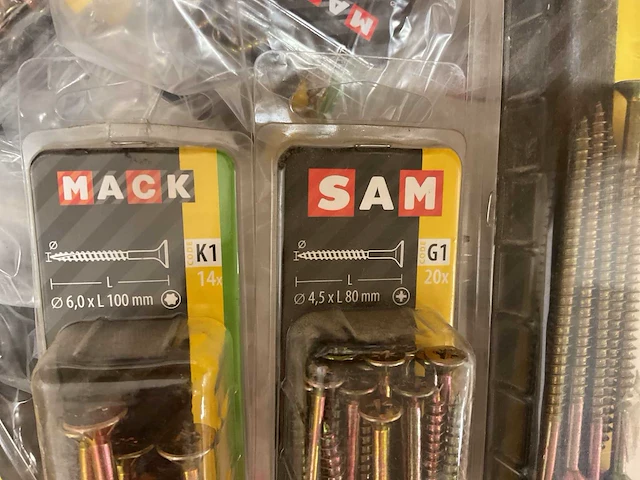 MACK
Ø
CODE
K1
14x
L
Ø 6,0 x L 100 mm
SAM
Ø
CODE
G1
20x
L
Ø 4,5 x L 80 mm